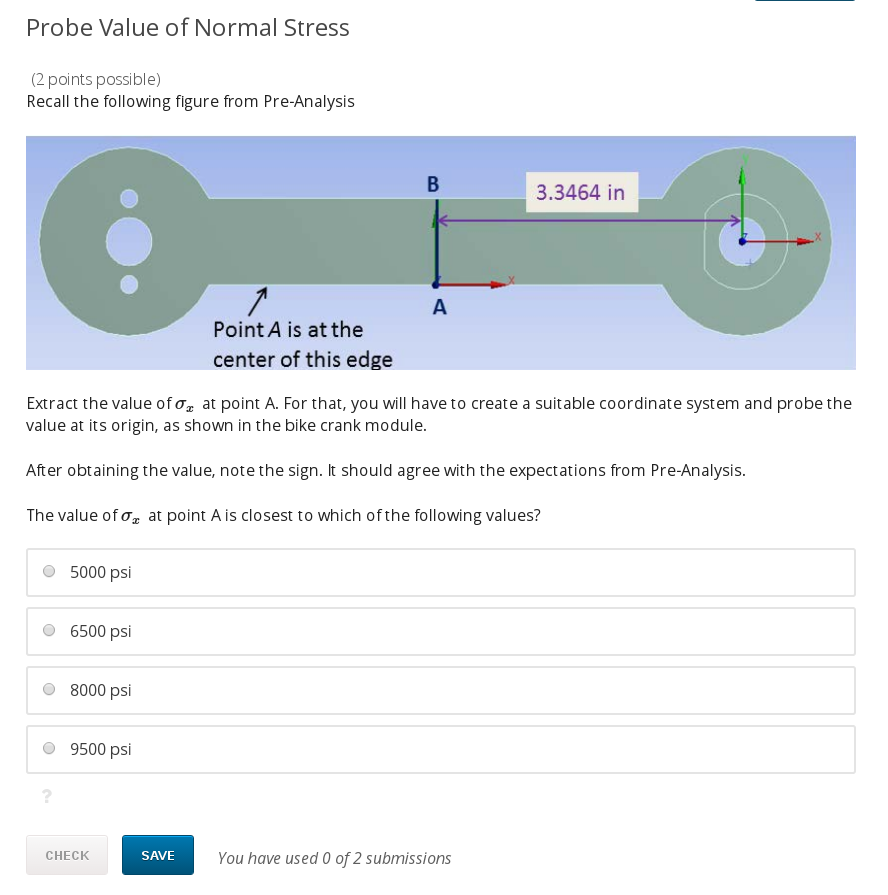 Probe Value of Normal Stress
(2 points possible)
Recall the following figure from Pre-Analysis
Y
B
3.3464 in
Z
X
X
A
Point A is at the
center of this edge
Extract the value of σₓ at point A. For that, you will have to create a suitable coordinate system and probe the
value at its origin, as shown in the bike crank module.
After obtaining the value, note the sign. It should agree with the expectations from Pre-Analysis.
The value of σₓ at point A is closest to which of the following values?
5000 psi
6500 psi
8000 psi
9500 psi
?
CHECK SAVE You have used 0 of 2 submissions